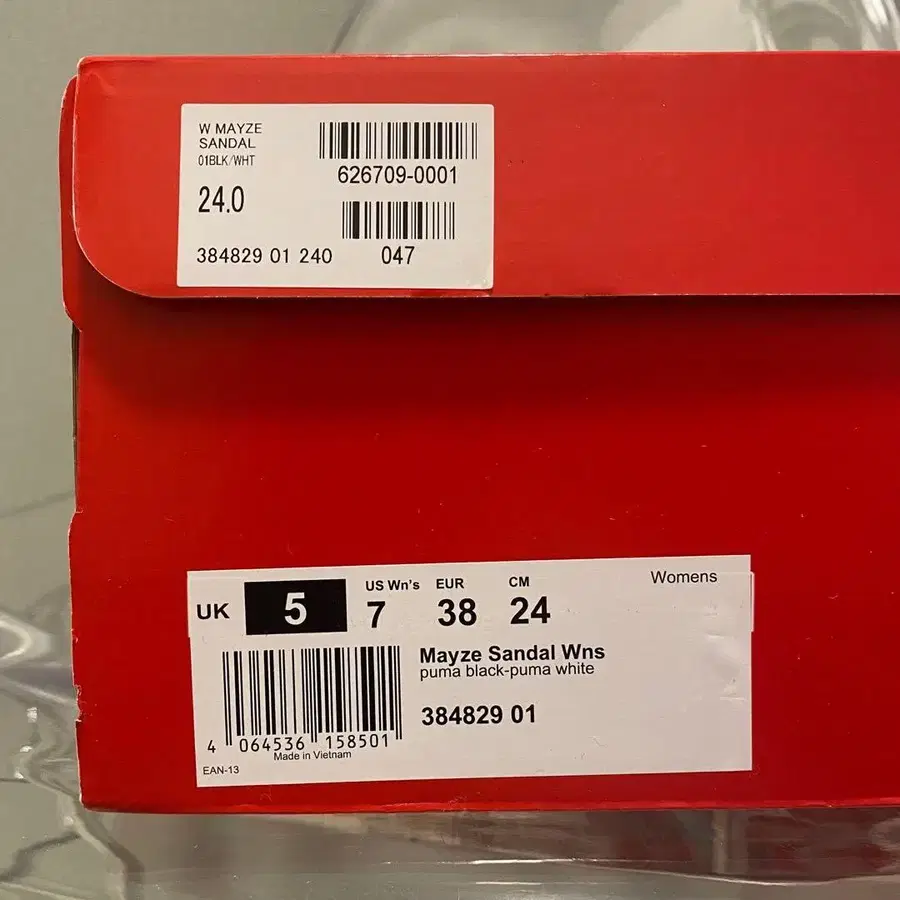 W MAYZE
SANDAL
01BLK/WHT
626709-0001
24.0
384829 01 240
047
UK 5
US Wn's 7
EUR 38
CM 24
Womens
Mayze Sandal Wns
puma black-puma white
384829 01
4 064536 158501
Made in Vietnam
EAN-13